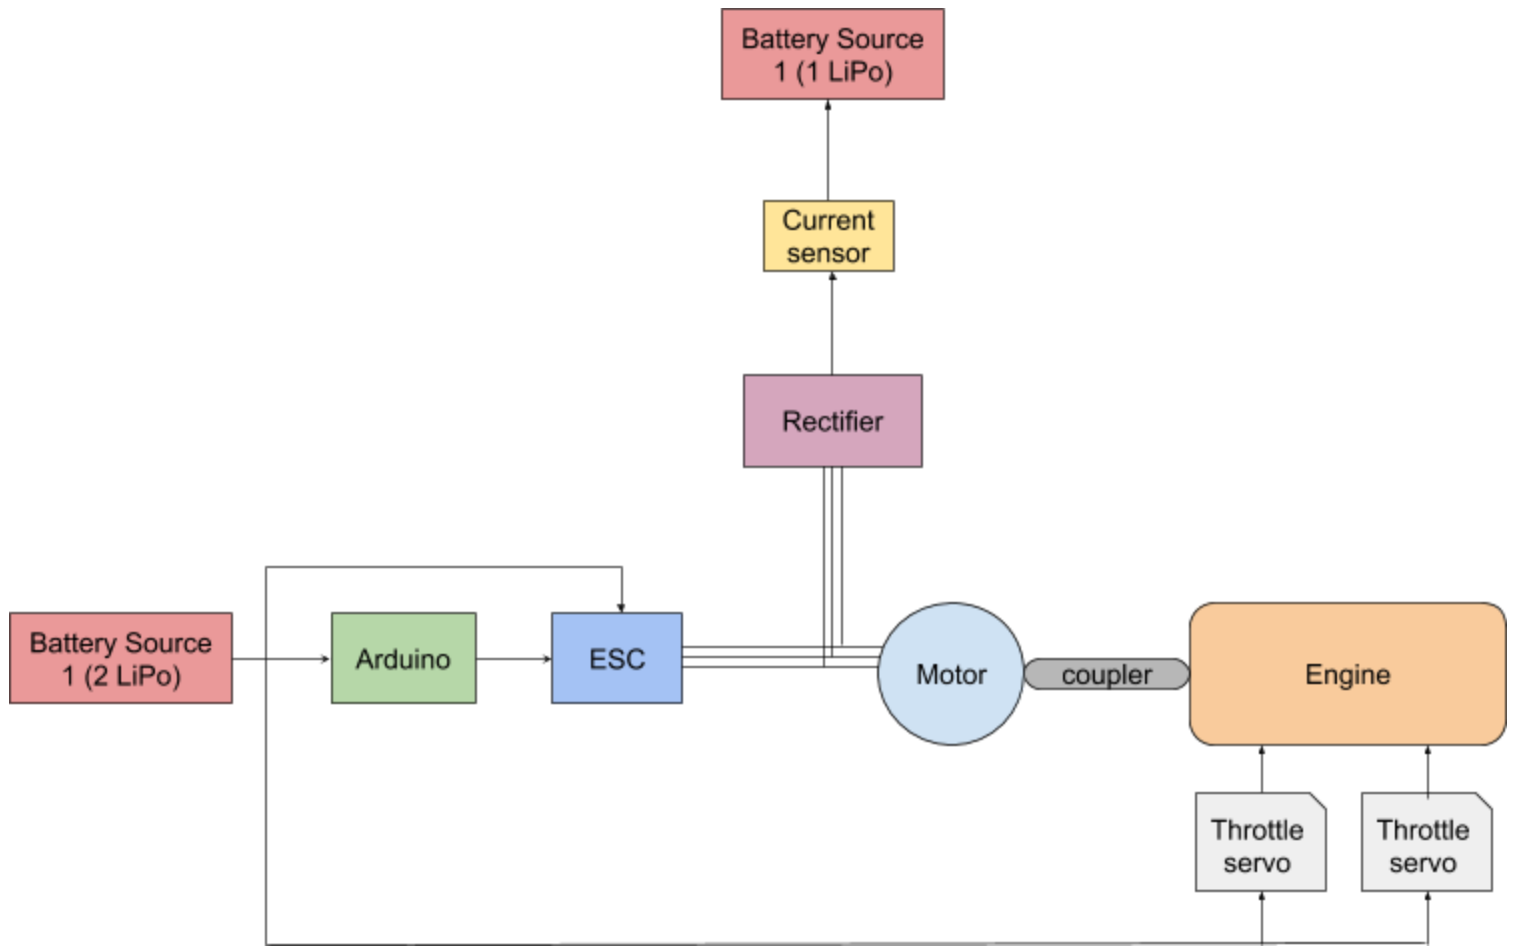 Battery Source
1 (1 LiPo)
Current
sensor
Rectifier
Battery Source
1 (2 LiPo)
Arduino
ESC
Motor
coupler
Engine
Throttle
servo
Throttle
servo